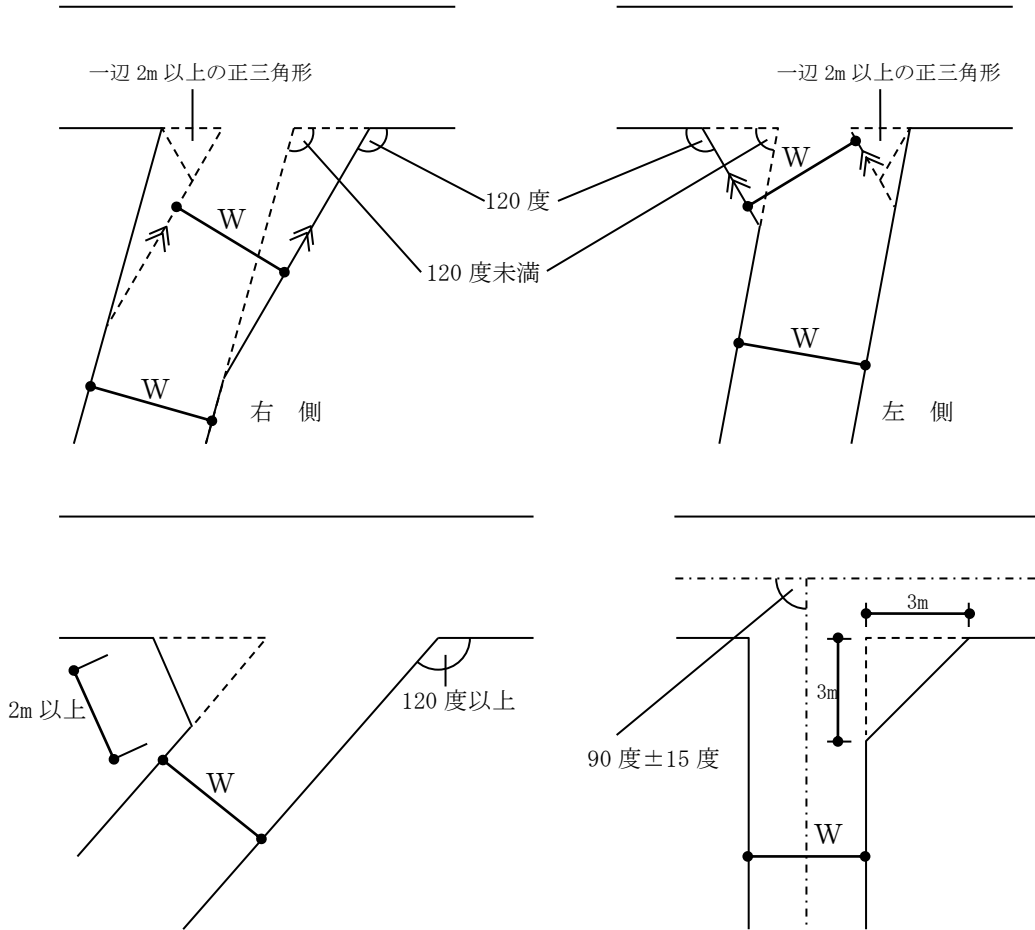 一辺 2m 以上の正三角形
一辺 2m 以上の正三角形
W
120 度
W
120 度未満
W
W
右 側
左 側
3m
2m 以上
120 度以上
3m
W
90 度±15 度
W